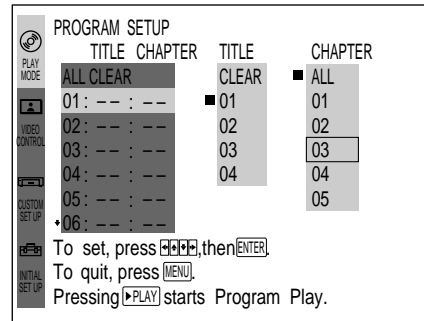 PROGRAM SETUP
TITLE CHAPTER TITLE CHAPTER
PLAY MODE
ALL CLEAR CLEAR ALL
01: -- : -- 01 01
VIDEO CONTROL
02: -- : -- 02 02
03: -- : -- 03 03
04: -- : -- 04 04
CUSTOM SET UP
05: -- : -- 05
06: -- : --
To set, press ,then ENTER.
INITIAL SET UP
To quit, press MENU.
Pressing PLAY starts Program Play.